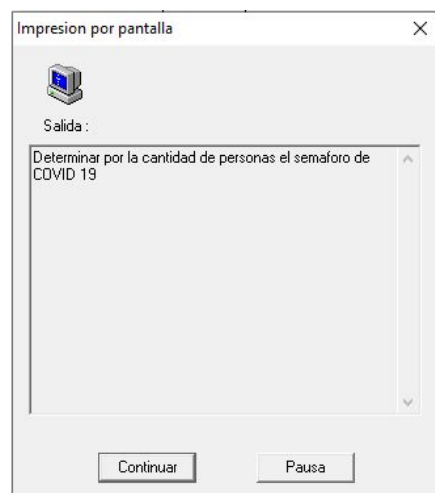 Impresion por pantalla
Salida :
Determinar por la cantidad de personas el semaforo de
COVID 19
Continuar
Pausa